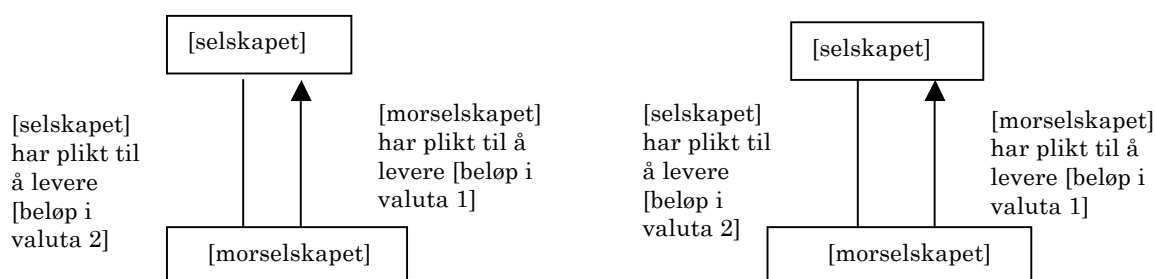 [selskapet]
[selskapet]
har plikt til
å levere
[beløp i
valuta 2]
[morselskapet]
har plikt til å
levere [beløp i
valuta 1]
[morselskapet]
[selskapet]
[selskapet]
har plikt til
å levere
[beløp i
valuta 2]
[morselskapet]
har plikt til å
levere [beløp i
valuta 1]
[morselskapet]